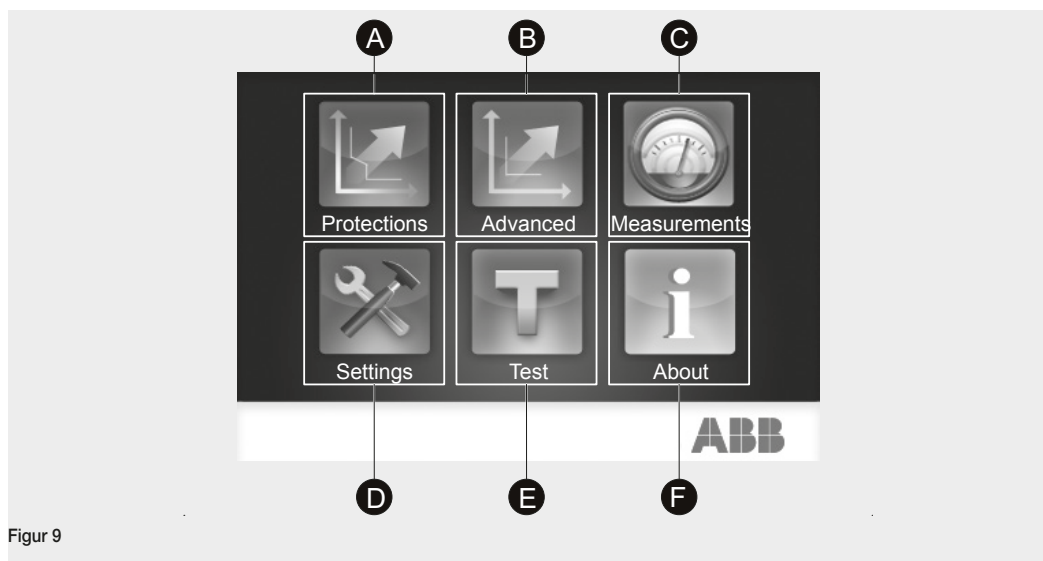 A B C
Protections Advanced Measurements
Settings Test About
ABB
D E F
Figur 9